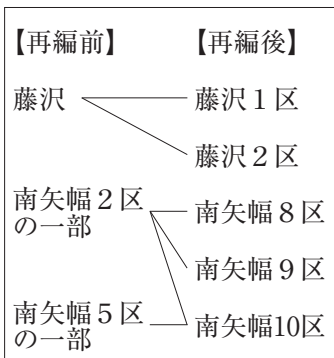 【再編前】 【再編後】
藤沢 藤沢１区
藤沢２区
南矢幅２区
の一部
南矢幅８区
南矢幅９区
南矢幅５区
の一部
南矢幅10区